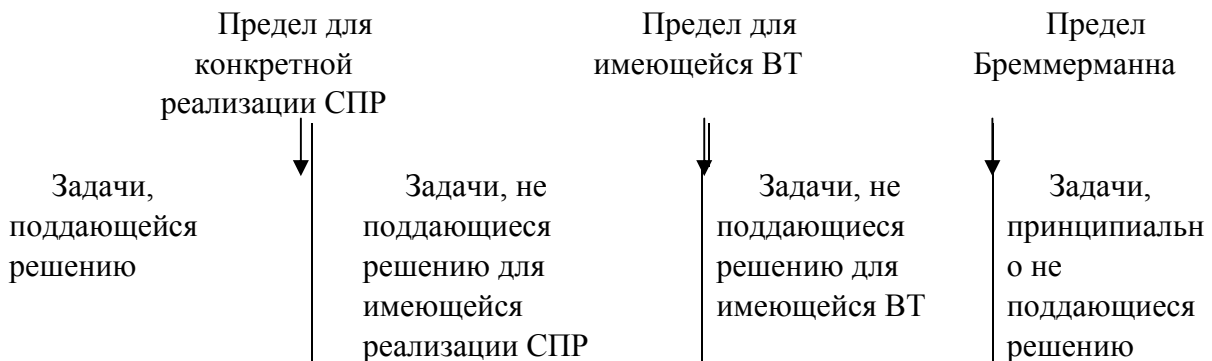 Предел для
конкретной
реализации СПР
Предел для
имеющейся ВТ
Предел
Бреммерманна
Задачи,
поддающейся
решению
Задачи, не
поддающиеся
решению для
имеющейся
реализации СПР
Задачи, не
поддающиеся
решению для
имеющейся ВТ
Задачи,
принципиальн
о не
поддающиеся
решению